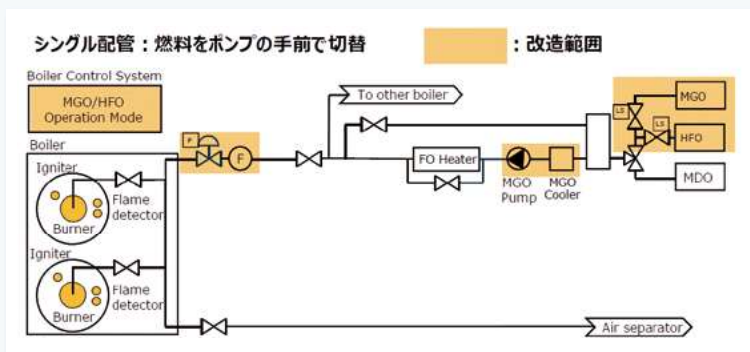 シングル配管：燃料をポンプの手前で切替
：改造範囲
Boiler Control System
MGO/HFO
Operation Mode
To other boiler
Boiler
Igniter
Flame
detector
Burner
Igniter
Flame
detector
Burner
P
F
FO Heater
MGO
Pump
MGO
Cooler
LS
LS
MGO
HFO
MDO
Air separator